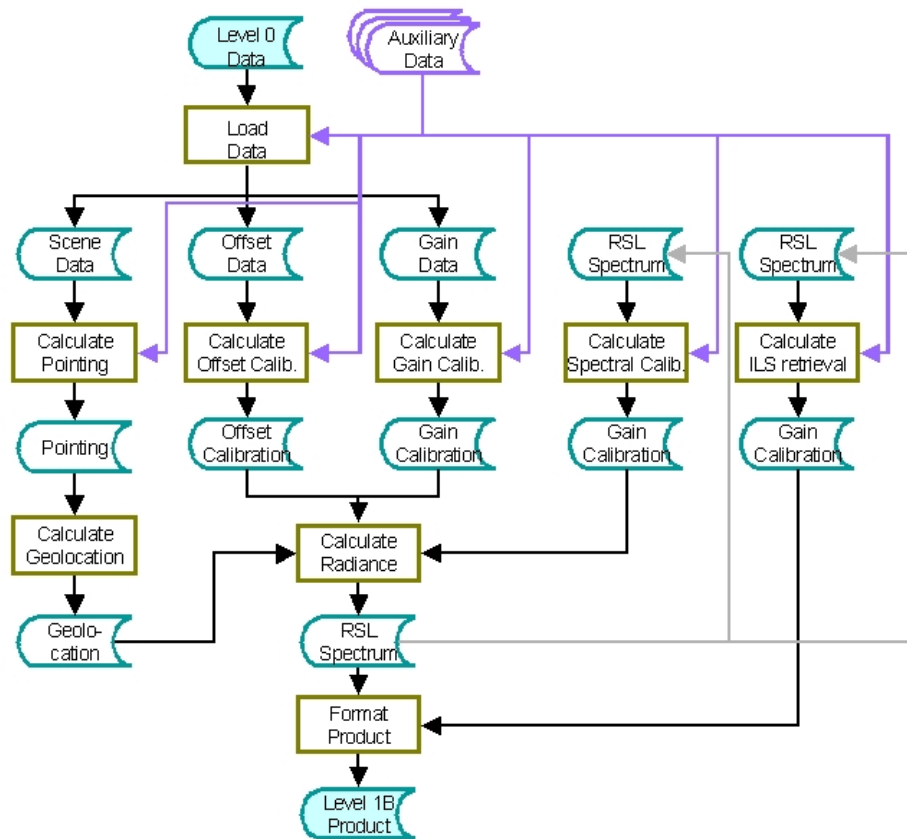 Level 0
Data
Auxiliary
Data
Load
Data
Scene
Data
Offset
Data
Gain
Data
RSL
Spectrum
RSL
Spectrum
Calculate
Pointing
Calculate
Offset Calib.
Calculate
Gain Calib.
Calculate
Spectral Calib.
Calculate
ILS retrieval
Pointing
Offset
Calibration
Gain
Calibration
Gain
Calibration
Gain
Calibration
Calculate
Geolocation
Calculate
Radiance
Geolo-
cation
RSL
Spectrum
Format
Product
Level 1B
Product